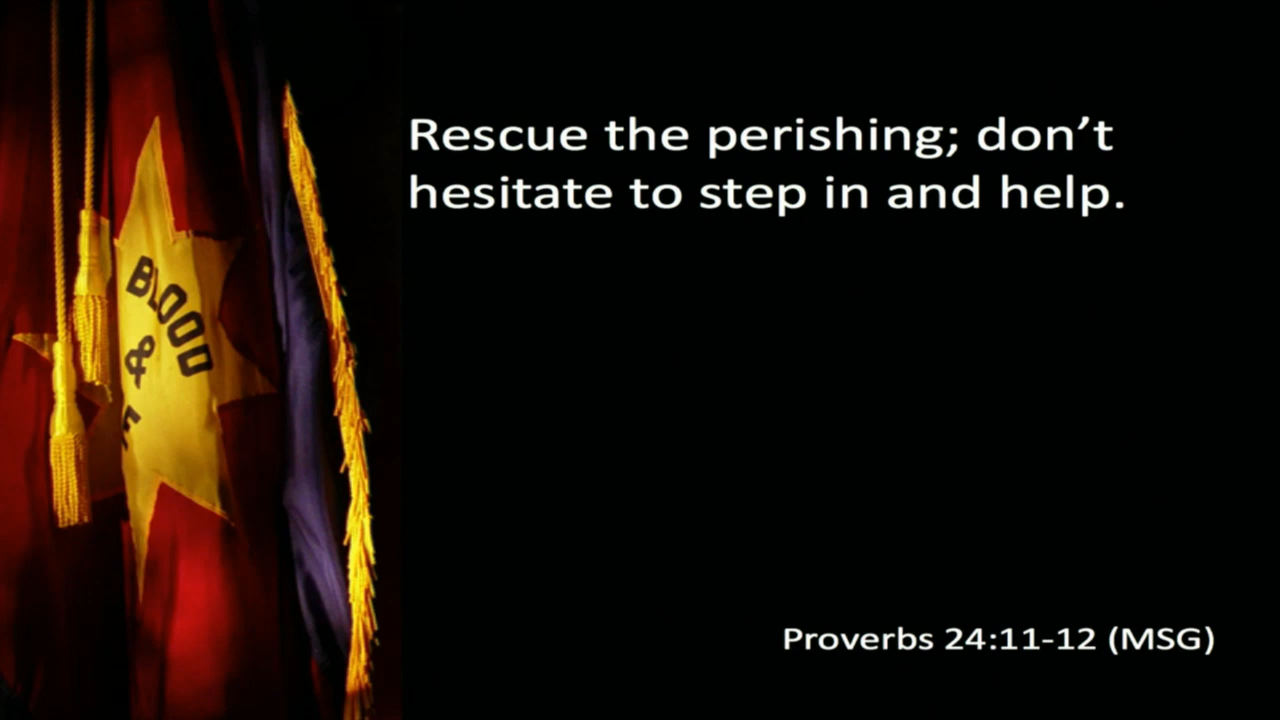 BLOOD
&
F
Rescue the perishing; don’t
hesitate to step in and help.
Proverbs 24:11-12 (MSG)